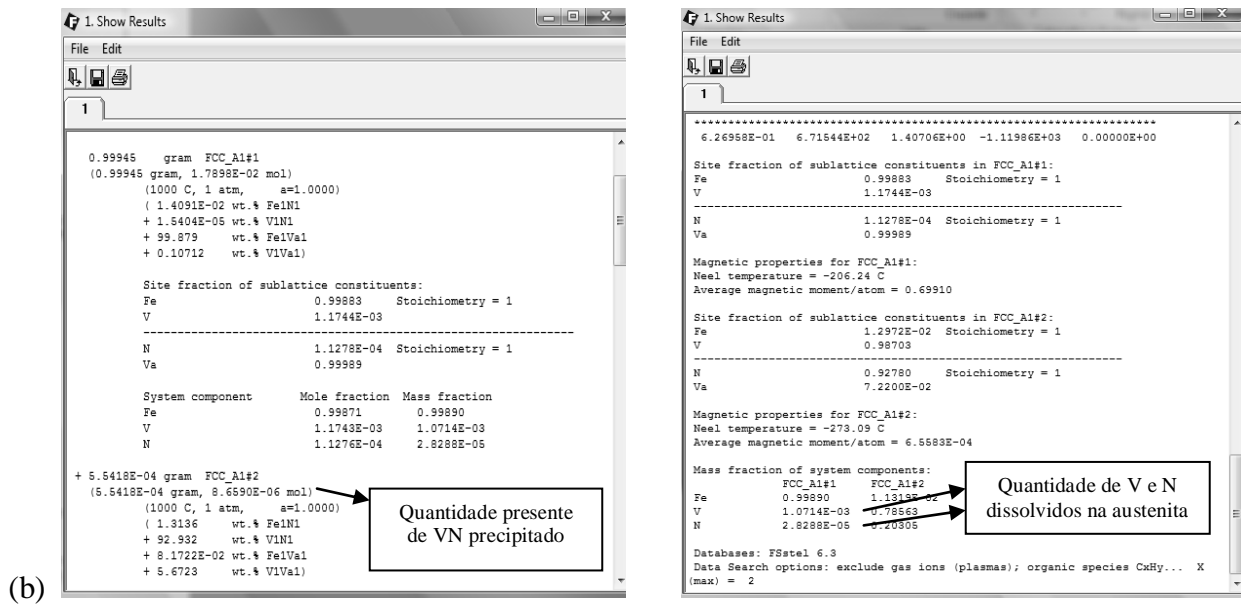 1. Show Results
File Edit
1
0.99945 gram FCC_A1#1
(0.99945 gram, 1.7898E-02 mol)
(1000 C, 1 atm, a=1.0000)
( 1.4091E-02 wt.% Fe1N1
+ 1.5404E-05 wt.% V1N1
+ 99.879 wt.% Fe1Va1
+ 0.10712 wt.% V1Va1)
Site fraction of sublattice constituents:
Fe 0.99883 Stoichiometry = 1
V 1.1744E-03
----------------------------------------------------------------
N 1.1278E-04 Stoichiometry = 1
Va 0.99989
System component Mole fraction Mass fraction
Fe 0.99871 0.99890
V 1.1743E-03 1.0714E-03
N 1.1276E-04 2.8288E-05
+ 5.5418E-04 gram FCC_A1#2
(5.5418E-04 gram, 8.6590E-06 mol)
(1000 C, 1 atm, a=1.0000)
( 1.3136 wt.% Fe1N1
+ 92.932 wt.% V1N1
+ 8.1722E-02 wt.% Fe1Va1
+ 5.6723 wt.% V1Va1)
Quantidade presente
de VN precipitado
(b)
1. Show Results
File Edit
1
********************************************************************
6.26958E-01 6.71544E+02 1.40706E+00 -1.11986E+03 0.00000E+00
Site fraction of sublattice constituents in FCC_A1#1:
Fe 0.99883 Stoichiometry = 1
V 1.1744E-03
----------------------------------------------------------------
N 1.1278E-04 Stoichiometry = 1
Va 0.99989
Magnetic properties for FCC_A1#1:
Neel temperature = -206.24 C
Average magnetic moment/atom = 0.69910
Site fraction of sublattice constituents in FCC_A1#2:
Fe 1.2972E-02 Stoichiometry = 1
V 0.98703
----------------------------------------------------------------
N 0.92780 Stoichiometry = 1
Va 7.2200E-02
Magnetic properties for FCC_A1#2:
Neel temperature = -273.09 C
Average magnetic moment/atom = 6.5583E-04
Mass fraction of system components:
FCC_A1#1 FCC_A1#2
Fe 0.99890 1.1319E-02
V 1.0714E-03 0.78563
N 2.8288E-05 0.20305
Quantidade de V e N
dissolvidos na austenita
Databases: FSstel 6.3
Data Search options: exclude gas ions (plasmas); organic species CxHy... X
(max) = 2